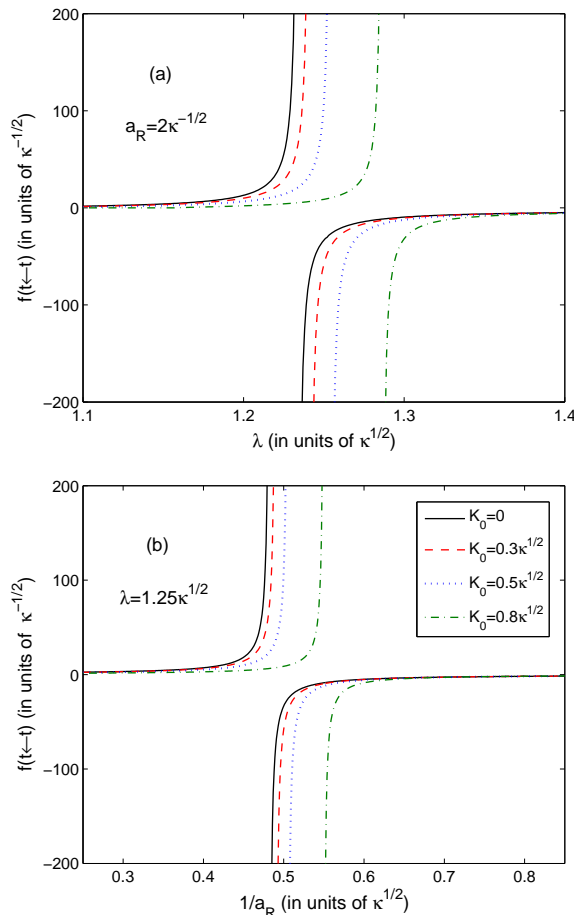 200
100
0
−100
−200
f(t←t) (in units of κ^{−1/2})
(a)
a_R=2κ^{−1/2}
1.1 1.2 1.3 1.4
λ (in units of κ^{1/2})
200
100
0
−100
−200
f(t←t) (in units of κ^{−1/2})
(b)
λ=1.25κ^{1/2}
K_0=0
K_0=0.3κ^{1/2}
K_0=0.5κ^{1/2}
K_0=0.8κ^{1/2}
0.3 0.4 0.5 0.6 0.7 0.8
1/a_R (in units of κ^{1/2})